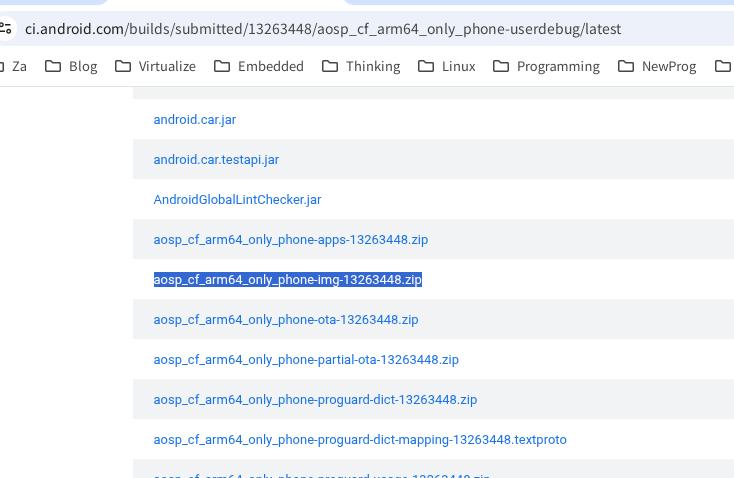 ci.android.com/builds/submitted/13263448/aosp_cf_arm64_only_phone-userdebug/latest
Za Blog Virtualize Embedded Thinking Linux Programming NewProg
android.car.jar
android.car.testapi.jar
AndroidGlobalLintChecker.jar
aosp_cf_arm64_only_phone-apps-13263448.zip
aosp_cf_arm64_only_phone-img-13263448.zip
aosp_cf_arm64_only_phone-ota-13263448.zip
aosp_cf_arm64_only_phone-partial-ota-13263448.zip
aosp_cf_arm64_only_phone-proguard-dict-13263448.zip
aosp_cf_arm64_only_phone-proguard-dict-mapping-13263448.textproto